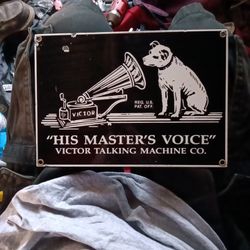 REG. U.S.
PAT. OFF.
VICTOR
"HIS MASTER'S VOICE"
VICTOR TALKING MACHINE CO.